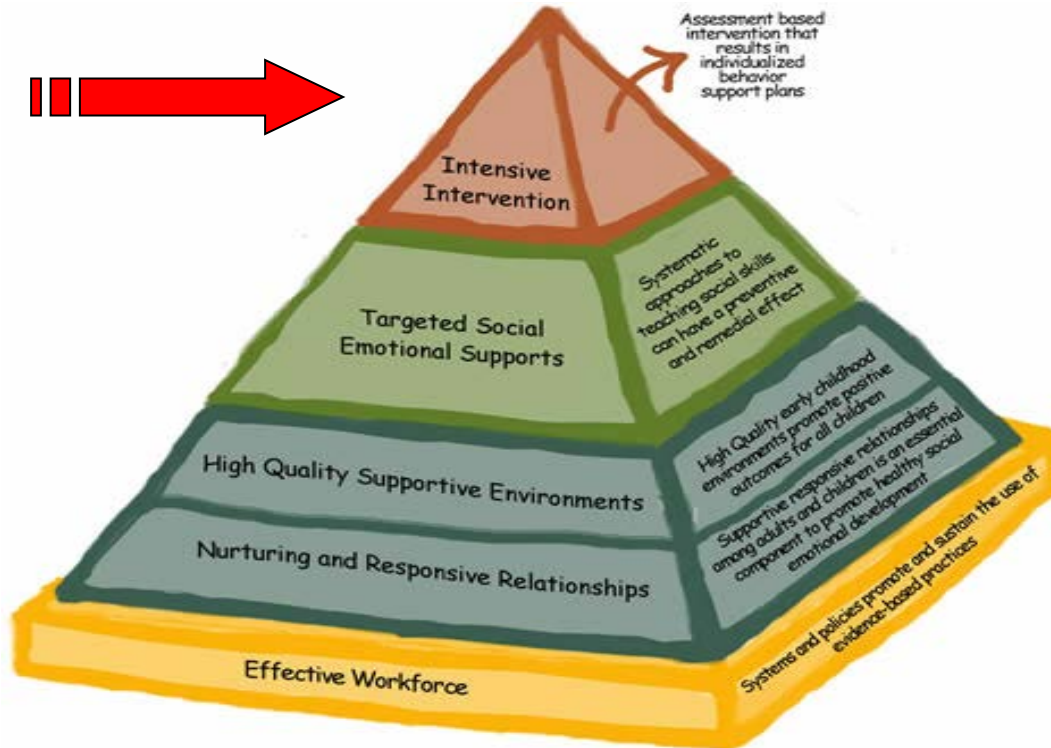 Assessment based
intervention that
results in
individualized
behavior
support plans
Intensive
Intervention
Systematic
approaches to
teaching social skills
can have a preventive
and remedial effect
Targeted Social
Emotional Supports
High Quality early childhood
environments promote positive
outcomes for all children
High Quality Supportive Environments
Supportive responsive relationships
among adults and children is an essential
component to promote healthy social
emotional development
Nurturing and Responsive Relationships
Systems and policies promote and sustain the use of
evidence-based practices
Effective Workforce